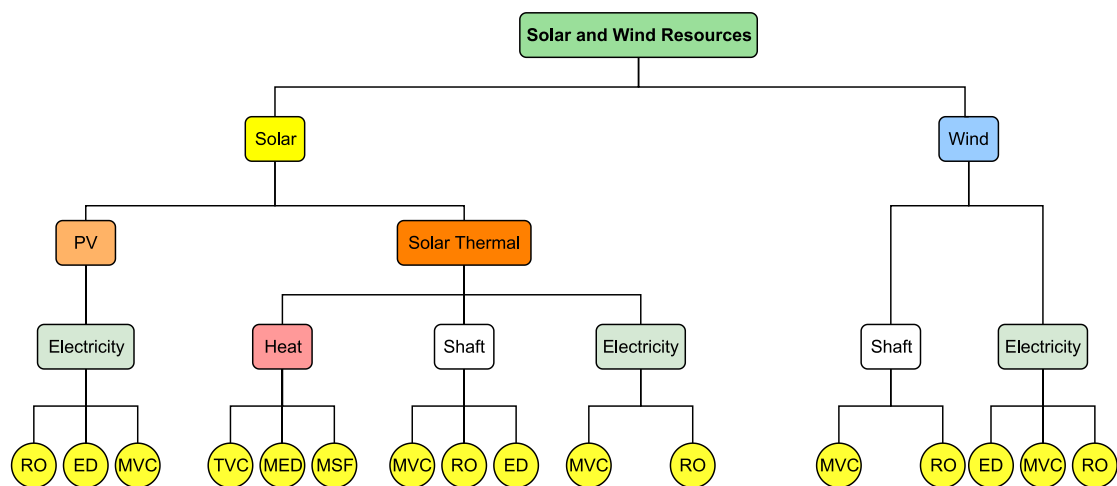 Solar and Wind Resources
Solar
Wind
PV
Solar Thermal
Electricity
Heat
Shaft
Electricity
Shaft
Electricity
RO
ED
MVC
TVC
MED
MSF
MVC
RO
ED
MVC
RO
MVC
RO
ED
MVC
RO